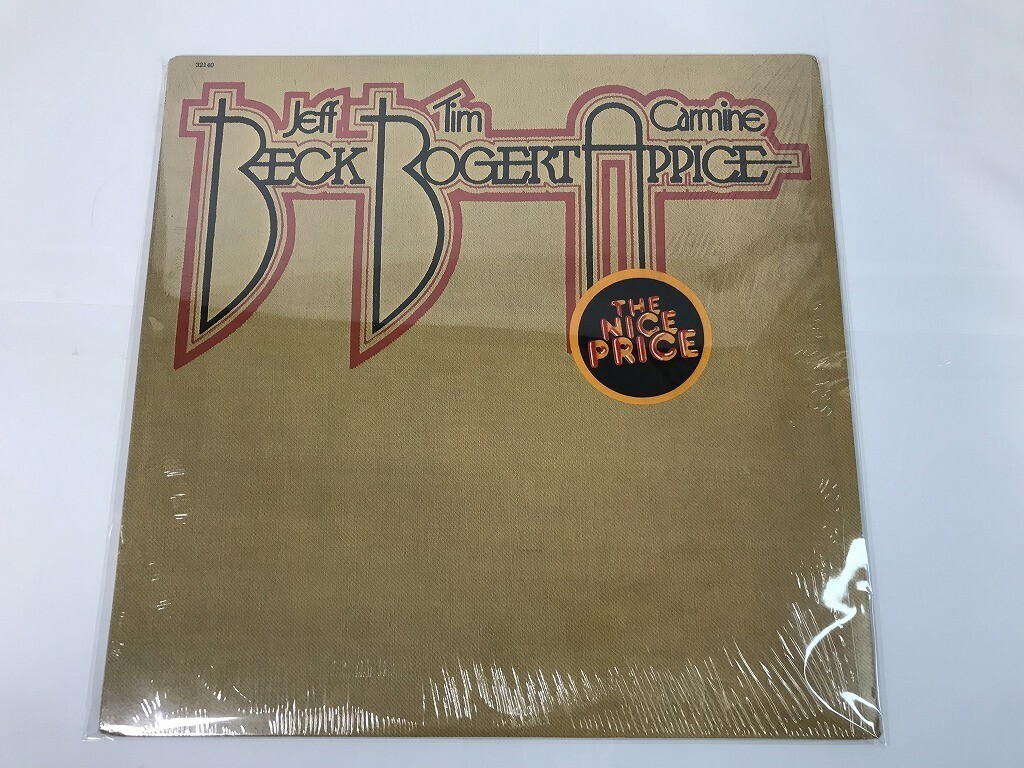 32140
Jeff Tim Carmine
BECK BOGERT APPICE
THE
NICE
PRICE